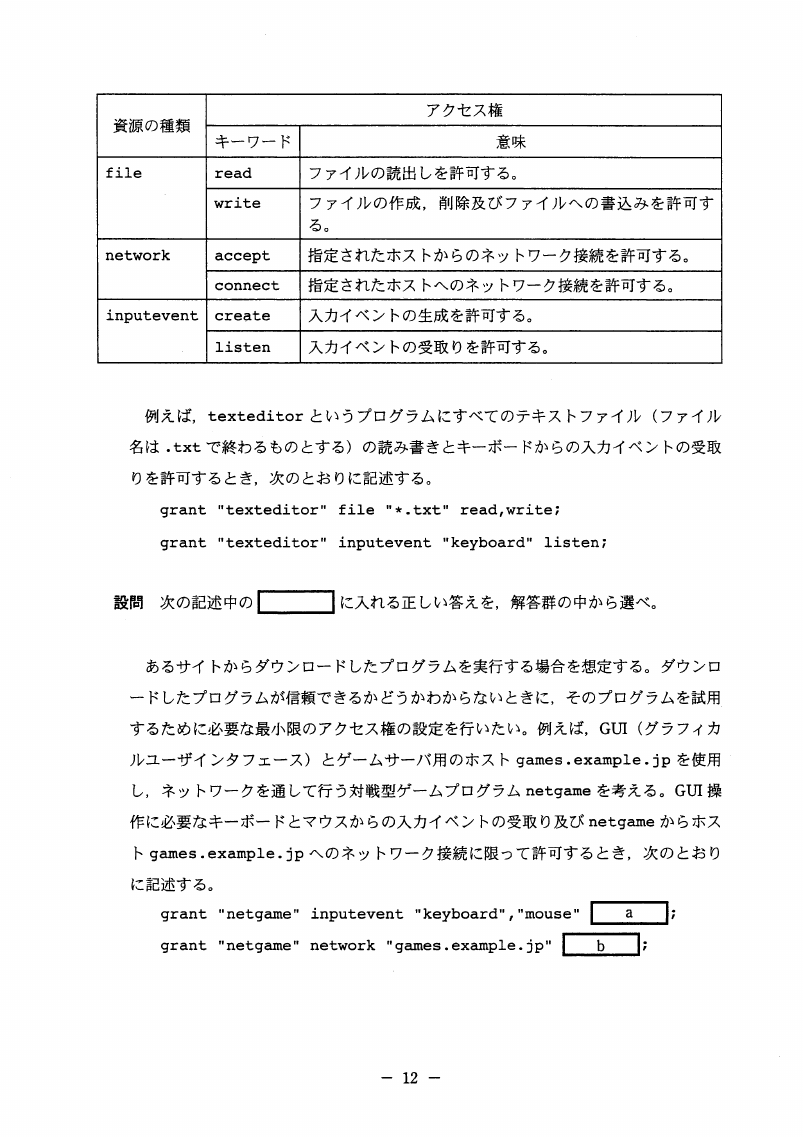 資源の種類
アクセス権
キーワード
意味
file
read
ファイルの読出しを許可する。
write
ファイルの作成，削除及びファイルへの書込みを許可す
る。
network
accept
指定されたホストからのネットワーク接続を許可する。
connect
指定されたホストへのネットワーク接続を許可する。
inputevent
create
入力イベントの生成を許可する。
listen
入力イベントの受取りを許可する。
例えば，texteditor というプログラムにすべてのテキストファイル（ファイル
名は .txt で終わるものとする）の読み書きとキーボードからの入力イベントの受取
りを許可するとき，次のとおりに記述する。
grant "texteditor" file "*.txt" read,write;
grant "texteditor" inputevent "keyboard" listen;
設問 次の記述中の に入れる正しい答えを，解答群の中から選べ。
あるサイトからダウンロードしたプログラムを実行する場合を想定する。ダウンロ
ードしたプログラムが信頼できるかどうかわからないときに，そのプログラムを試用
するために必要な最小限のアクセス権の設定を行いたい。例えば，GUI（グラフィカ
ルユーザインタフェース）とゲームサーバ用のホスト games.example.jp を使用
し，ネットワークを通して行う対戦型ゲームプログラム netgame を考える。GUI 操
作に必要なキーボードとマウスからの入力イベントの受取り及び netgame からホス
ト games.example.jp へのネットワーク接続に限って許可するとき，次のとおり
に記述する。
grant "netgame" inputevent "keyboard","mouse" a ;
grant "netgame" network "games.example.jp" b ;
— 12 —